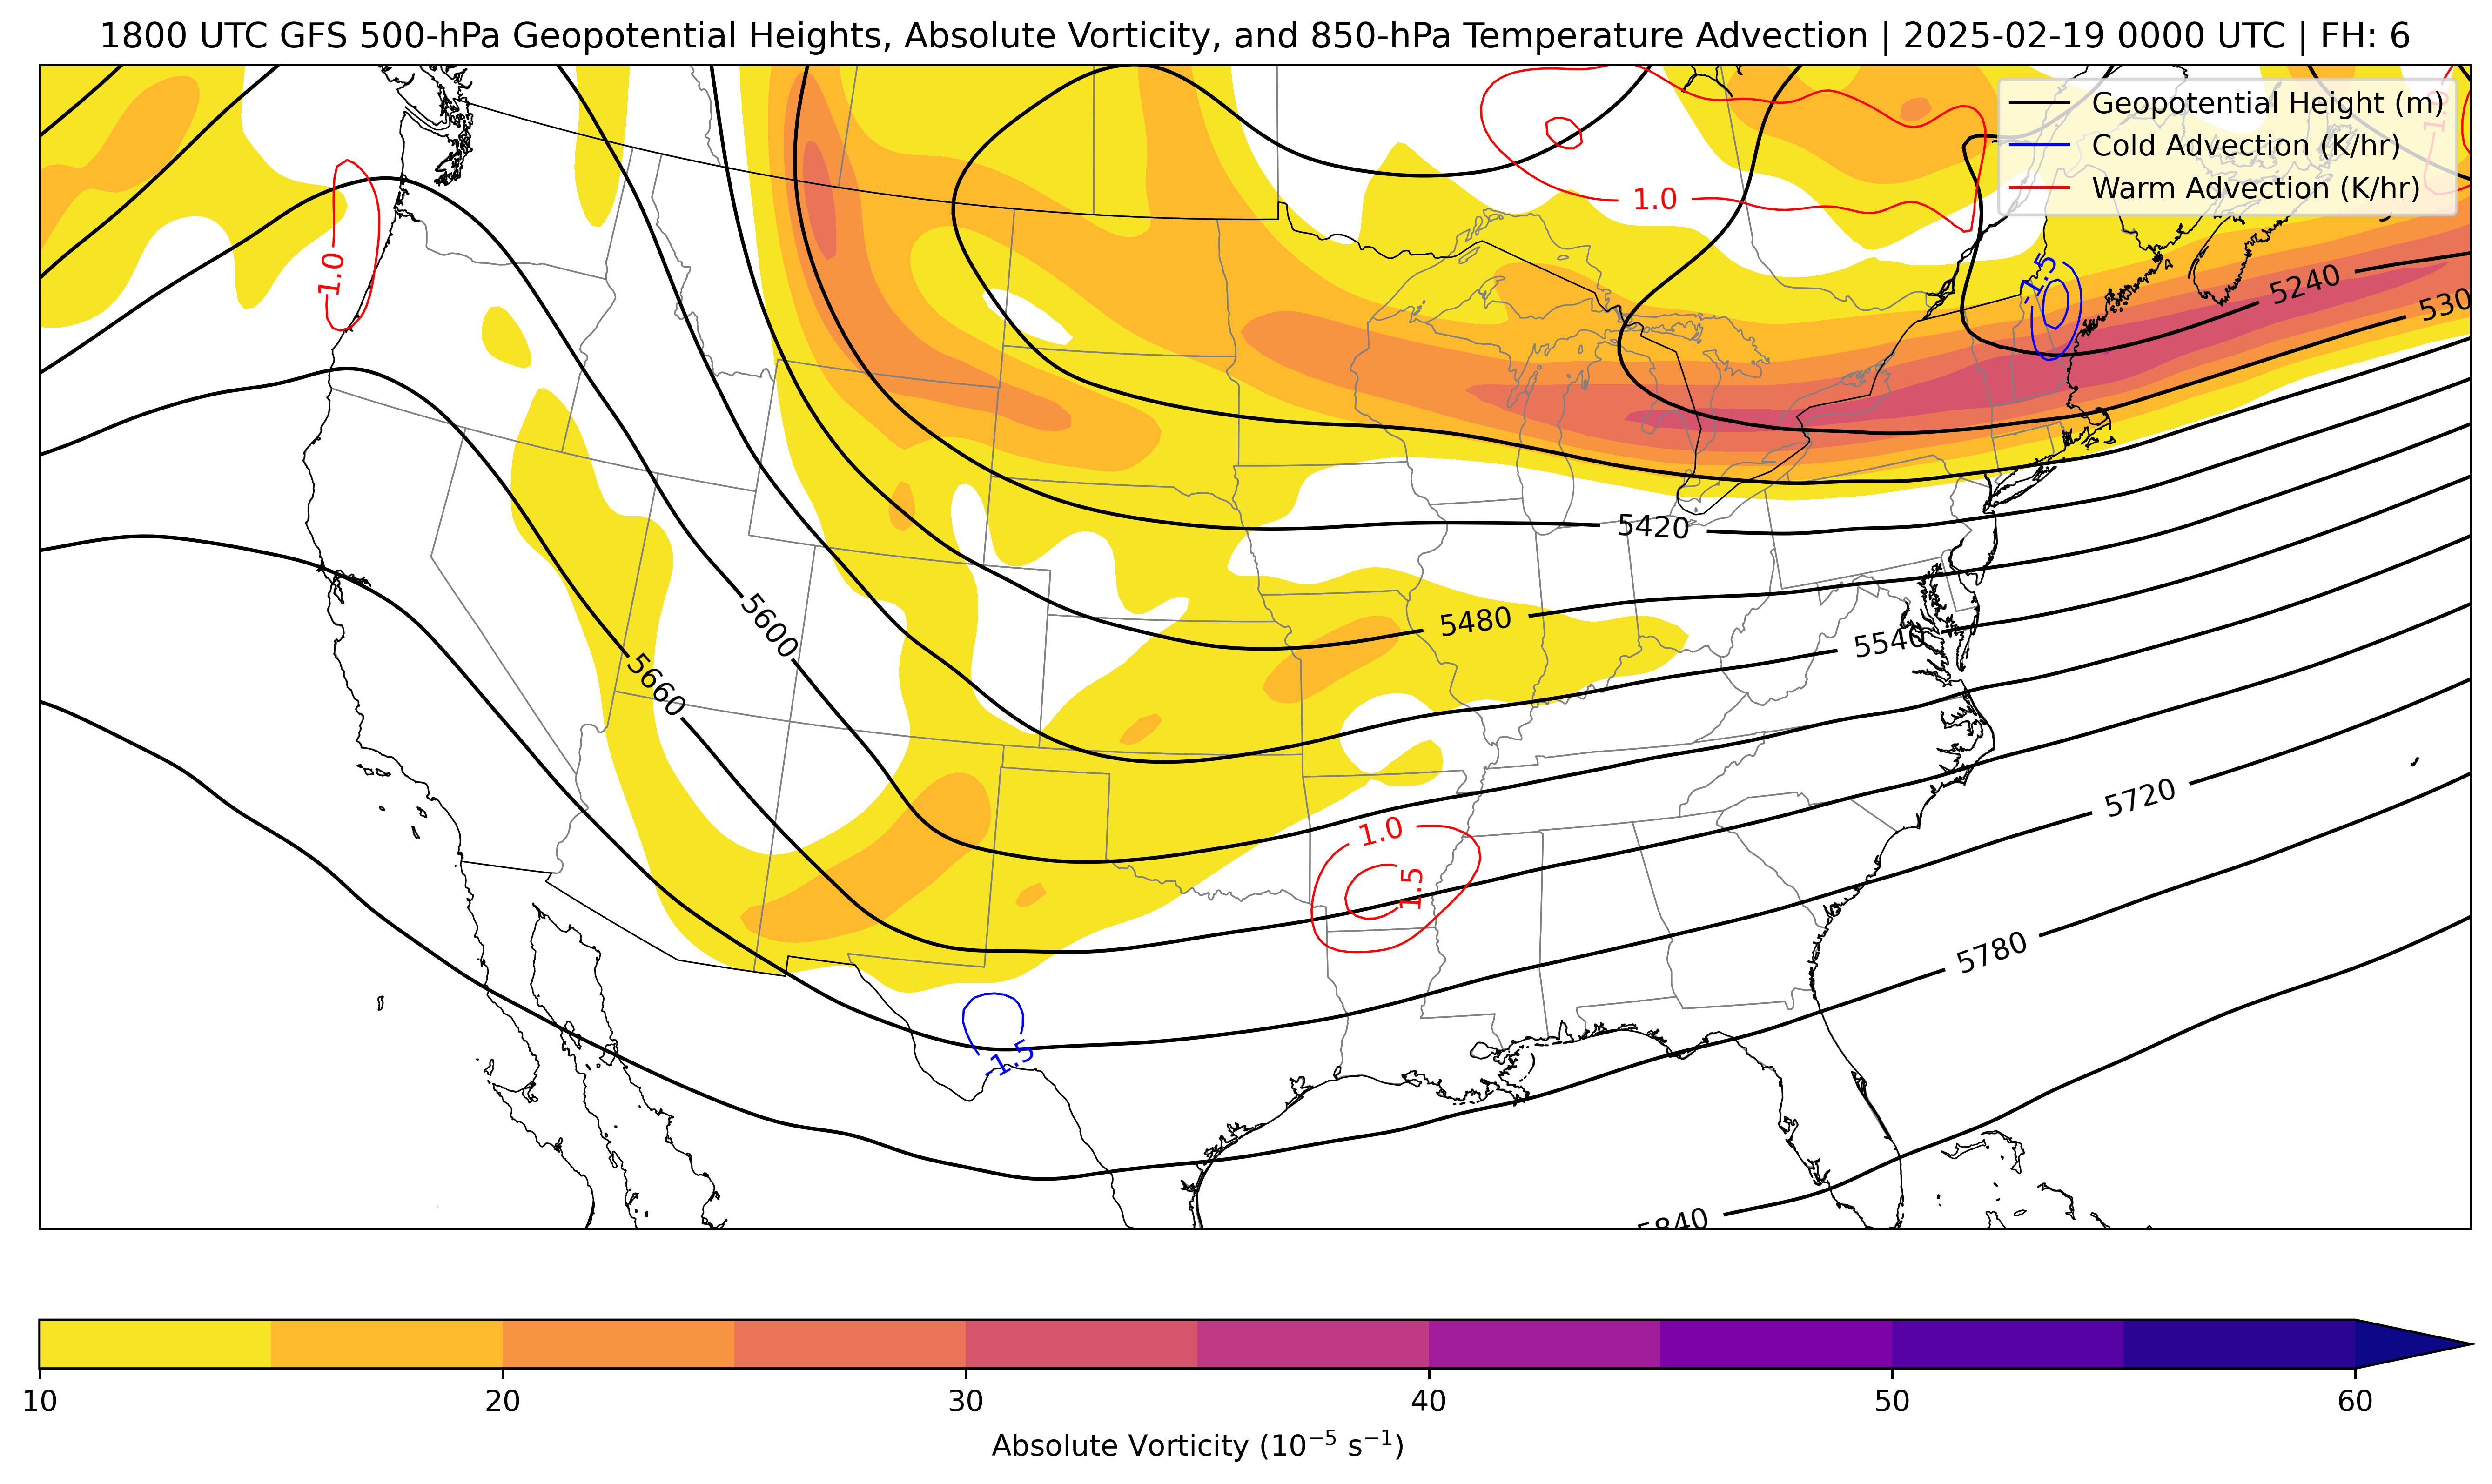 1800 UTC GFS 500-hPa Geopotential Heights, Absolute Vorticity, and 850-hPa Temperature Advection | 2025-02-19 0000 UTC | FH: 6
Geopotential Height (m)
Cold Advection (K/hr)
Warm Advection (K/hr)
1.0
1.0
1.0
-1.5
5240
530
5420
5600
5480
5540
5660
5720
1.0
1.5
5780
-1.5
5840
10 20 30 40 50 60
Absolute Vorticity (10⁻⁵ s⁻¹)